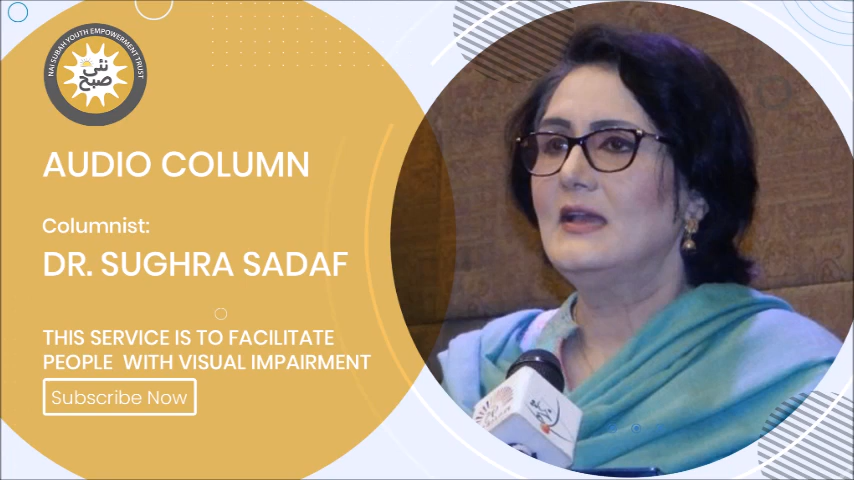 NAI SUBAH YOUTH EMPOWERMENT TRUST
نئی
صبح
AUDIO COLUMN
Columnist:
DR. SUGHRA SADAF
THIS SERVICE IS TO FACILITATE
PEOPLE WITH VISUAL IMPAIRMENT
Subscribe Now